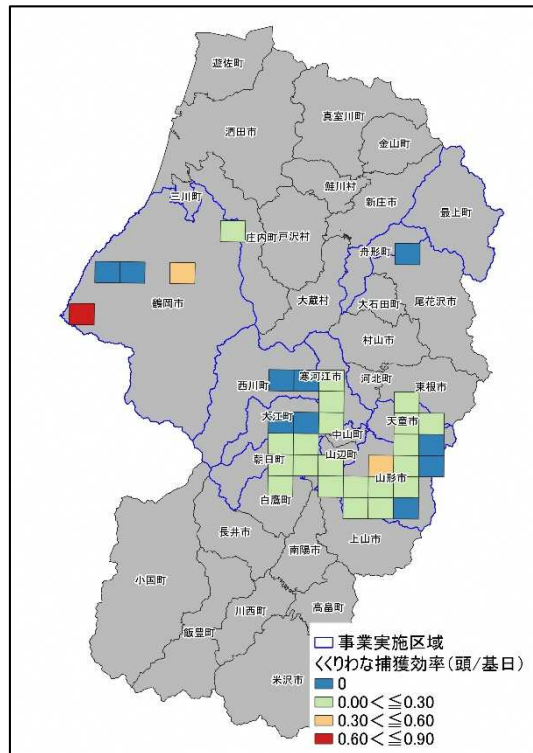 遊佐町
真室川町
酒田市
金山町
鮭川村
三川町
新庄市
最上町
庄内町
戸沢村
舟形町
鶴岡市
大蔵村
大石田町
尾花沢市
村山市
西川町
寒河江市
河北町
東根市
大江町
天童市
中山町
朝日町
山辺町
山形市
白鷹町
長井市
上山市
南陽市
小国町
川西町
高畠町
飯豊町
米沢市
事業実施区域
くくりわな捕獲効率(頭/基日)
0
0.00<≦0.30
0.30<≦0.60
0.60<≦0.90